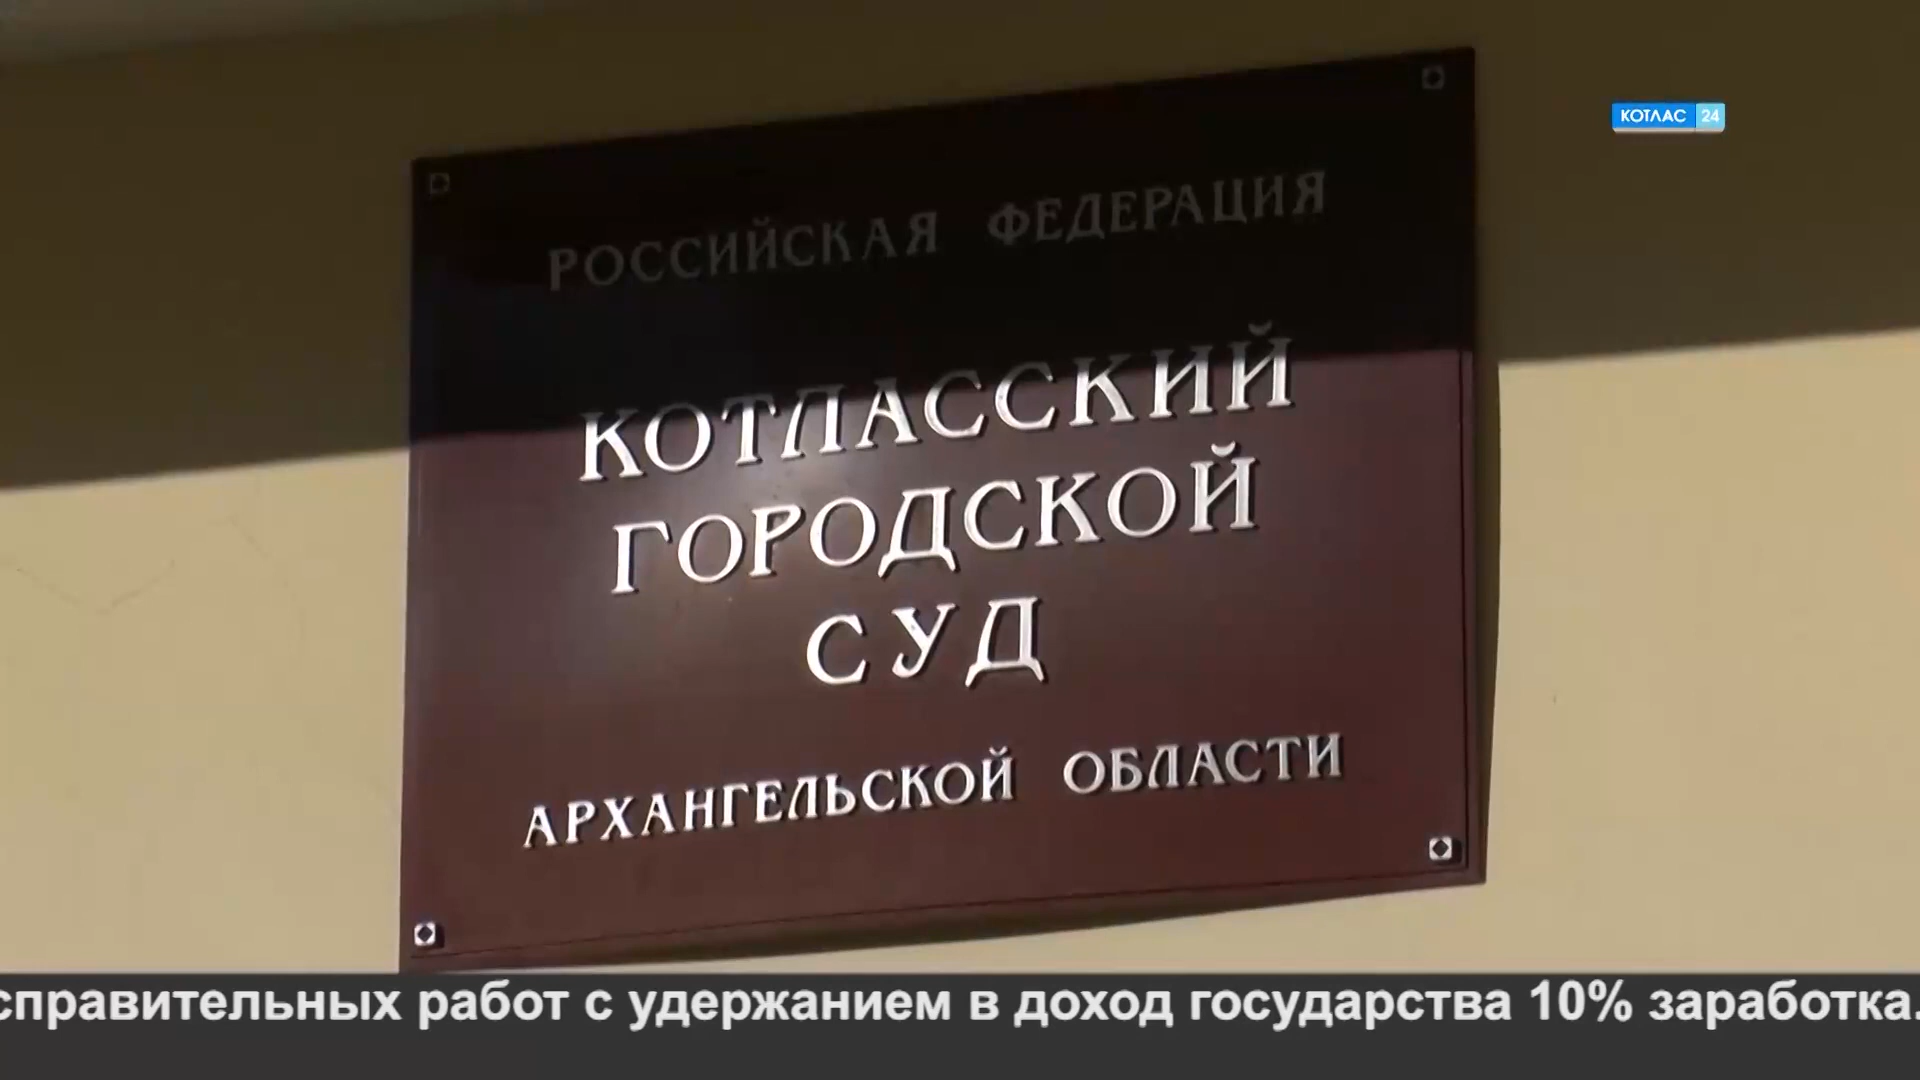 КОТЛАС 24
РОССИЙСКАЯ ФЕДЕРАЦИЯ
КОТЛАССКИЙ
ГОРОДСКОЙ
СУД
АРХАНГЕЛЬСКОЙ ОБЛАСТИ
справительных работ с удержанием в доход государства 10% заработка.